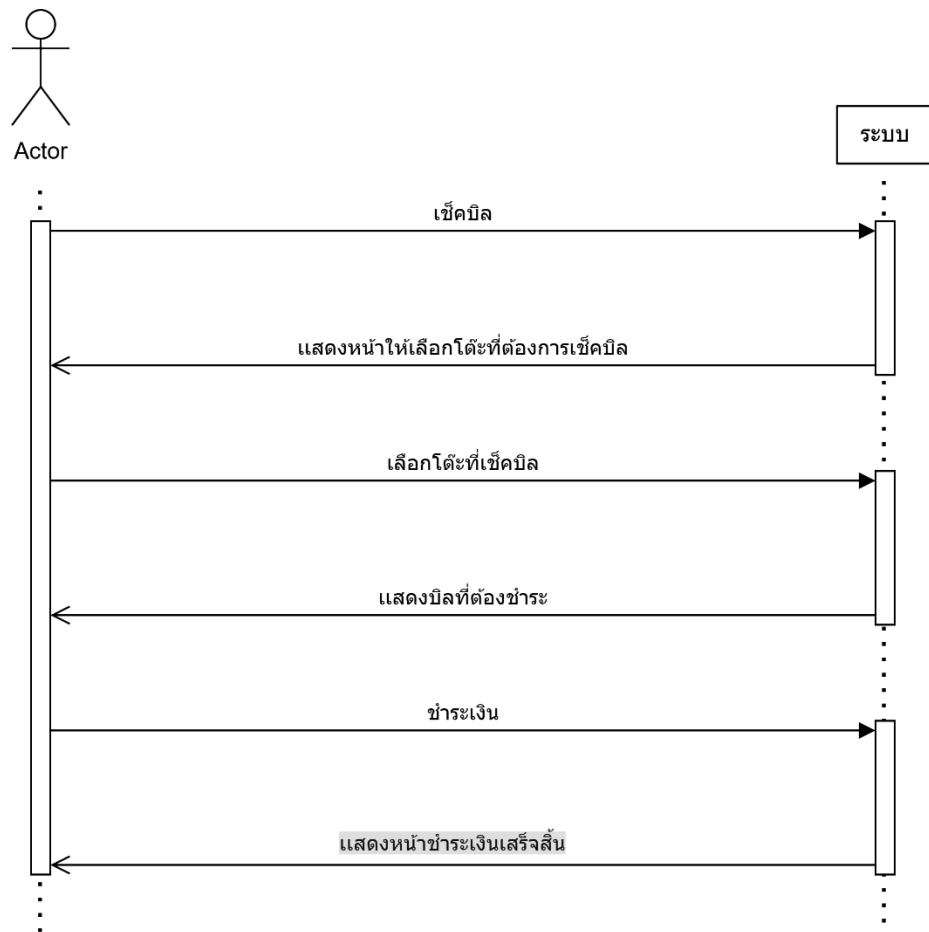 Actor
ระบบ
เช็คบิล
แสดงหน้าให้เลือกโต๊ะที่ต้องการเช็คบิล
เลือกโต๊ะที่เช็คบิล
แสดงบิลที่ต้องชำระ
ชำระเงิน
แสดงหน้าชำระเงินเสร็จสิ้น